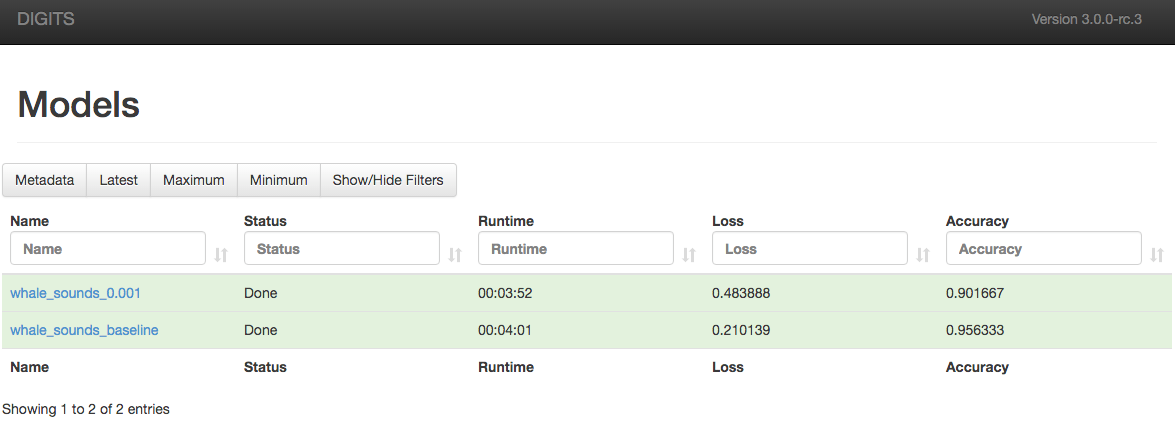 DIGITS Version 3.0.0-rc.3
Models
Metadata Latest Maximum Minimum Show/Hide Filters
Name Status Runtime Loss Accuracy
Name Status Runtime Loss Accuracy
whale_sounds_0.001 Done 00:03:52 0.483888 0.901667
whale_sounds_baseline Done 00:04:01 0.210139 0.956333
Name Status Runtime Loss Accuracy
Showing 1 to 2 of 2 entries